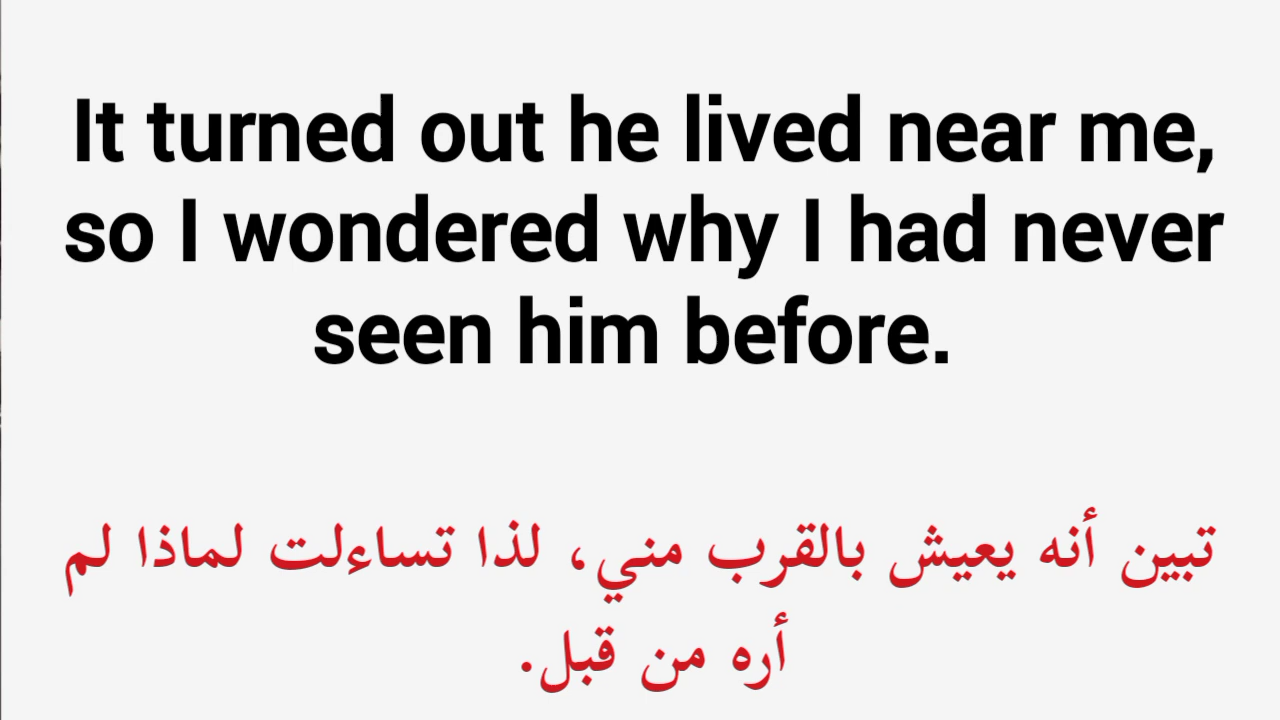 It turned out he lived near me,
so I wondered why I had never
seen him before.
تبين أنه يعيش بالقرب مني، لذا تساءلت لماذا لم
أره من قبل.